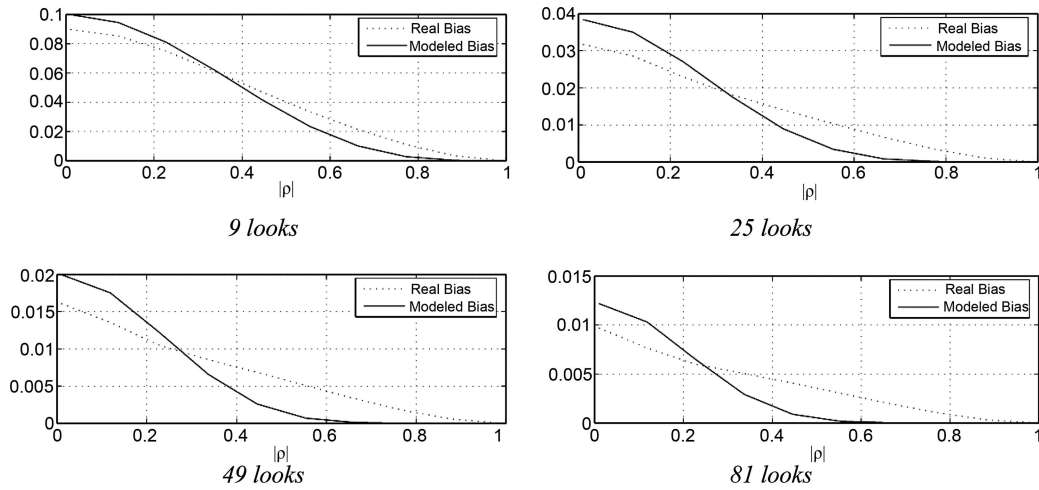 0.1
0.08
0.06
0.04
0.02
0
0 0.2 0.4 0.6 0.8 1
|ρ|
Real Bias
Modeled Bias
9 looks
0.04
0.03
0.02
0.01
0
0 0.2 0.4 0.6 0.8 1
|ρ|
Real Bias
Modeled Bias
25 looks
0.02
0.015
0.01
0.005
0
0 0.2 0.4 0.6 0.8 1
|ρ|
Real Bias
Modeled Bias
49 looks
0.015
0.01
0.005
0
0 0.2 0.4 0.6 0.8 1
|ρ|
Real Bias
Modeled Bias
81 looks